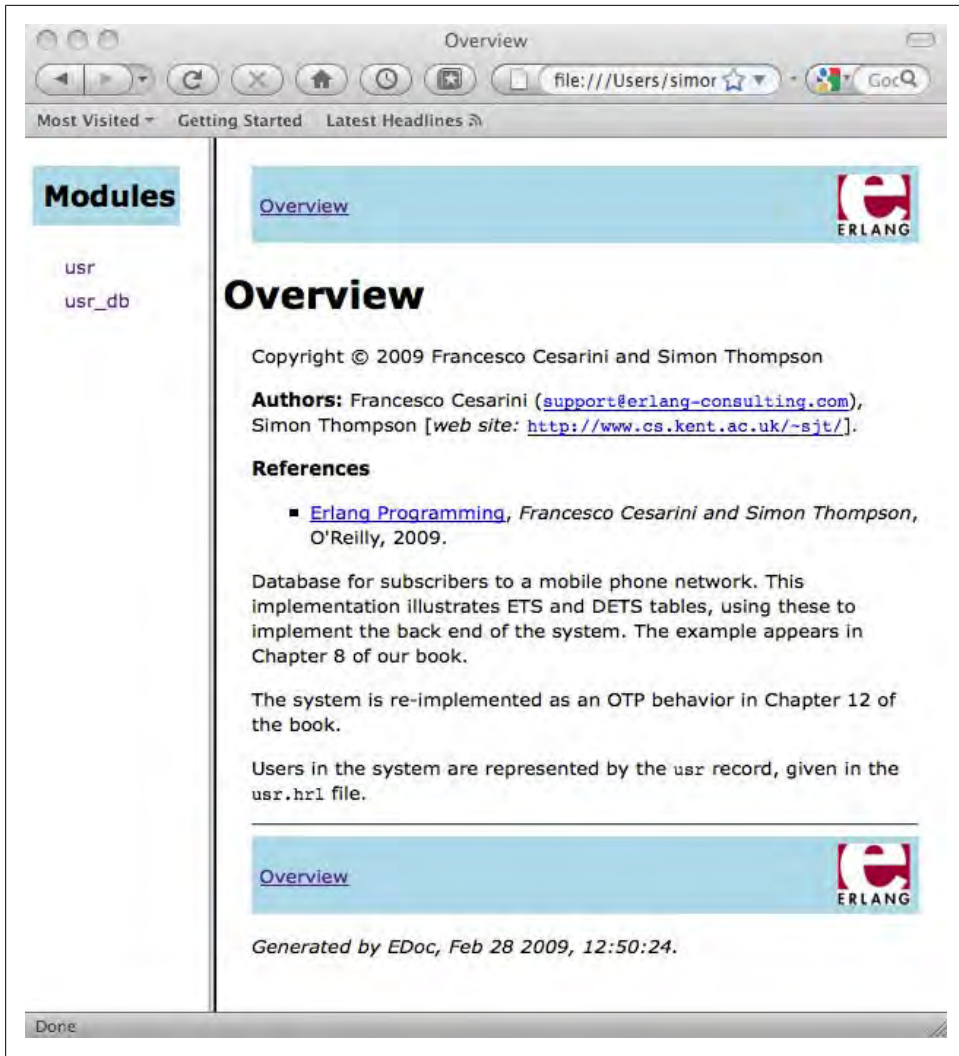 Overview
file:///Users/simor
Goc
Most Visited
Getting Started
Latest Headlines
Modules
usr
usr_db
Overview
ERLANG
Overview
Copyright © 2009 Francesco Cesarini and Simon Thompson
Authors: Francesco Cesarini (support@erlang-consulting.com),
Simon Thompson [web site: http://www.cs.kent.ac.uk/~sjt/].
References
Erlang Programming, Francesco Cesarini and Simon Thompson,
O'Reilly, 2009.
Database for subscribers to a mobile phone network. This
implementation illustrates ETS and DETS tables, using these to
implement the back end of the system. The example appears in
Chapter 8 of our book.
The system is re-implemented as an OTP behavior in Chapter 12 of
the book.
Users in the system are represented by the usr record, given in the
usr.hrl file.
Overview
ERLANG
Generated by EDoc, Feb 28 2009, 12:50:24.
Done